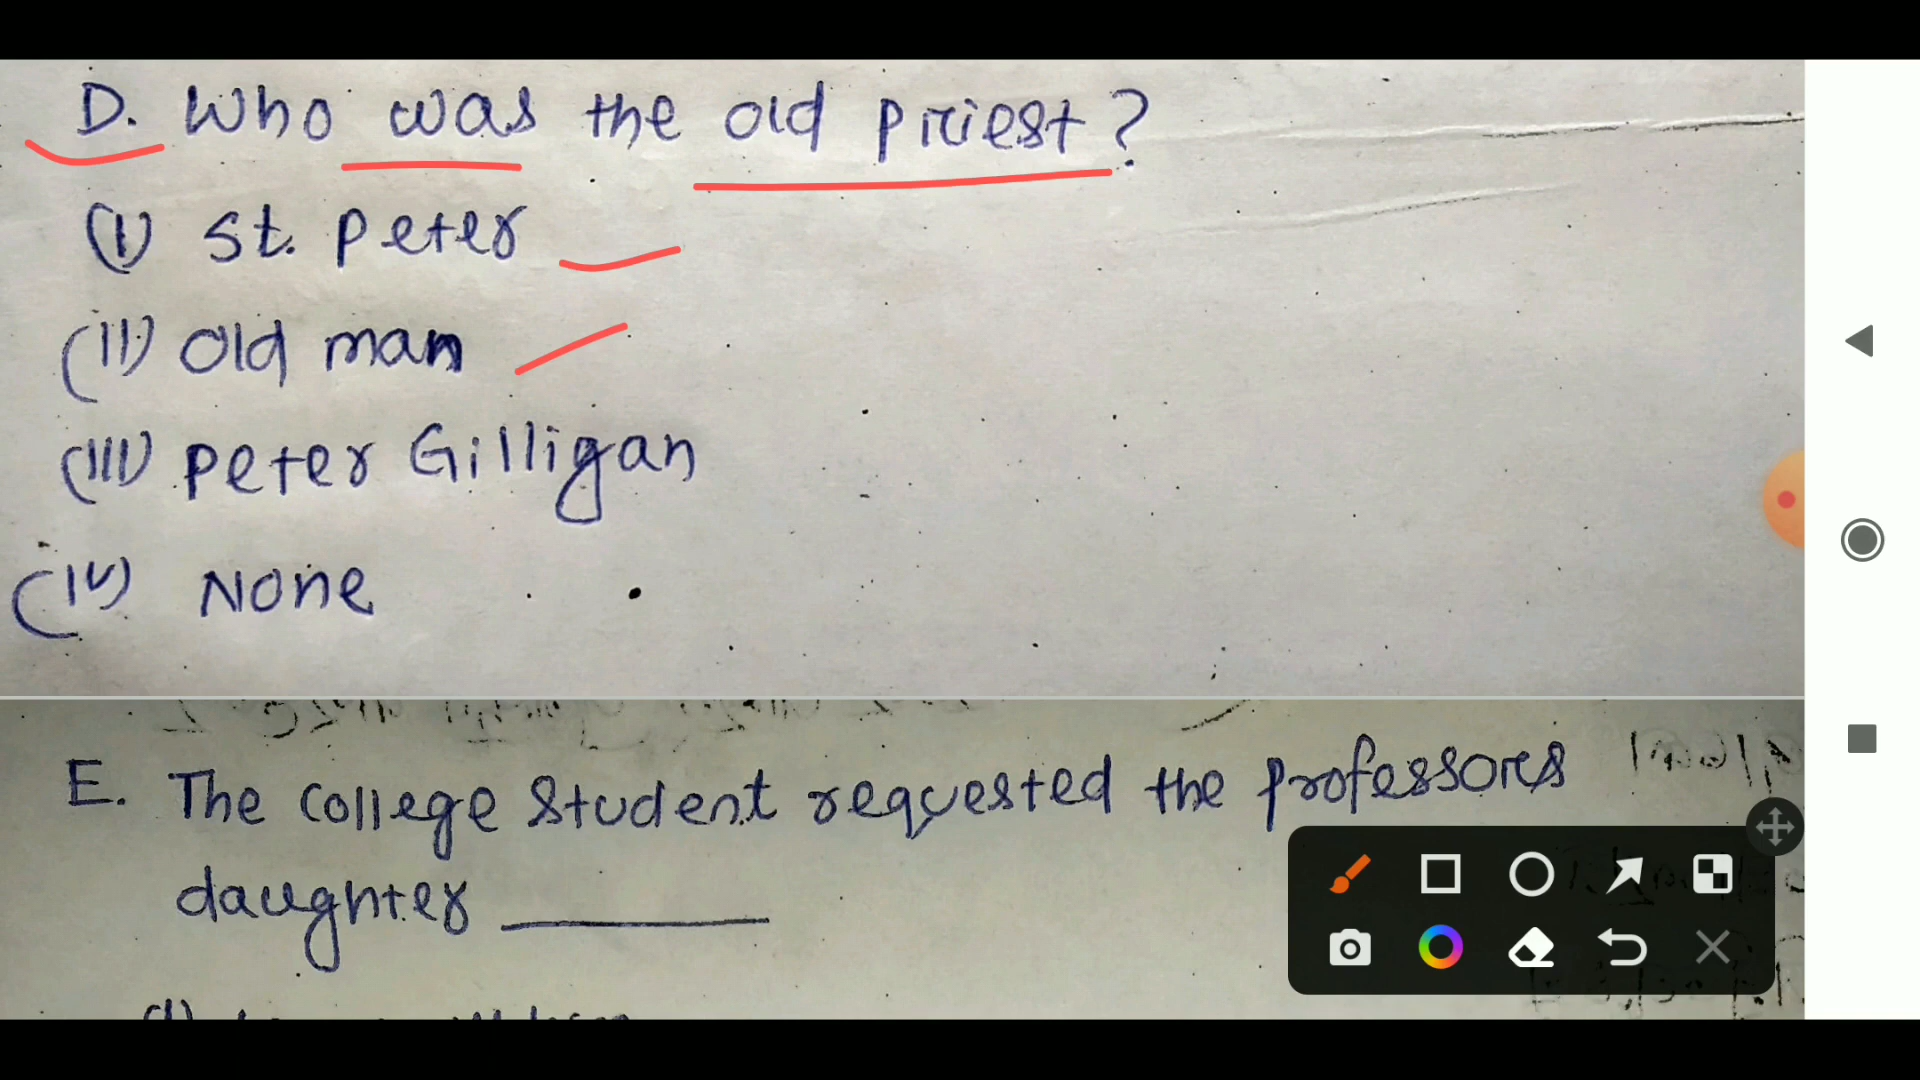 D. Who was the old priest?
(I) St. Peter
(II) Old man
(III) Peter Gilligan
(IV) None
E. The College Student requested the professors
daughter